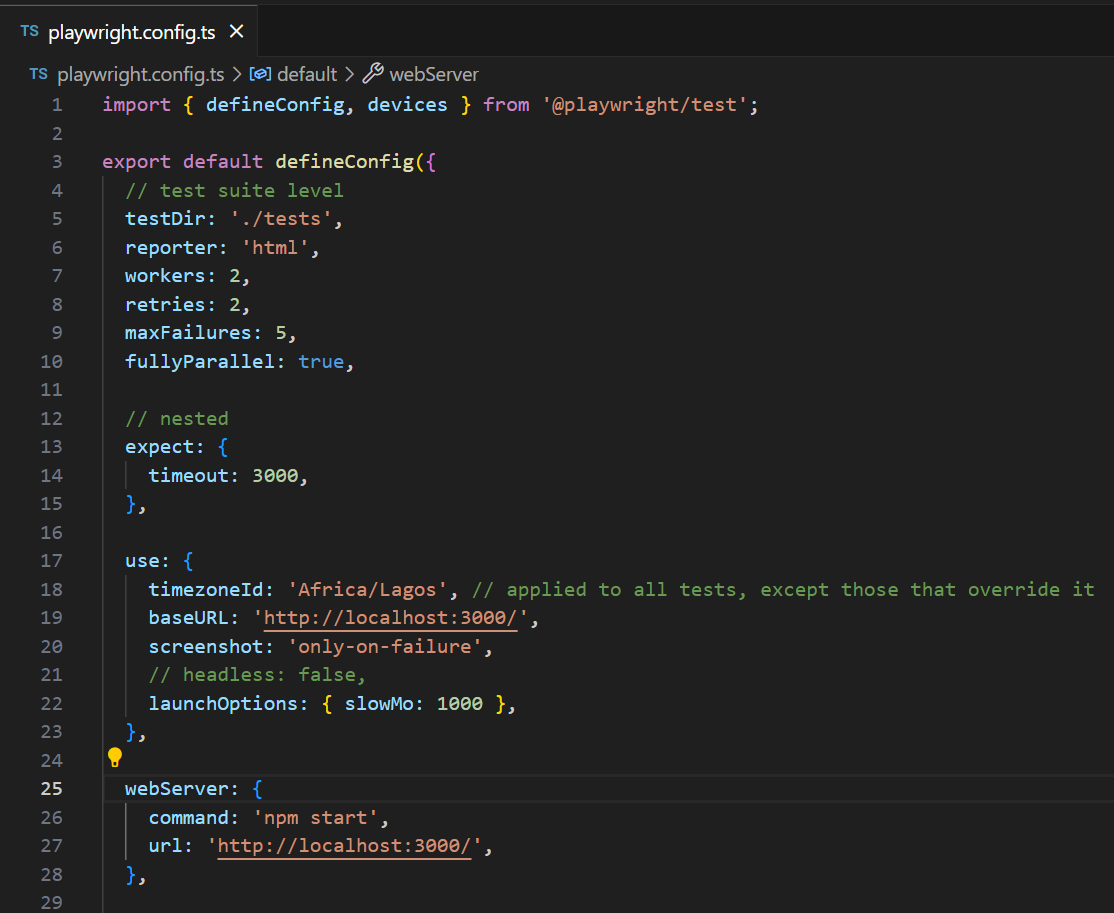 TS playwright.config.ts ×
TS playwright.config.ts > default > webServer
1 import { defineConfig, devices } from '@playwright/test';
2
3 export default defineConfig({
4 // test suite level
5 testDir: './tests',
6 reporter: 'html',
7 workers: 2,
8 retries: 2,
9 maxFailures: 5,
10 fullyParallel: true,
11
12 // nested
13 expect: {
14 timeout: 3000,
15 },
16
17 use: {
18 timezoneId: 'Africa/Lagos', // applied to all tests, except those that override it
19 baseURL: 'http://localhost:3000/',
20 screenshot: 'only-on-failure',
21 // headless: false,
22 launchOptions: { slowMo: 1000 },
23 },
24
25 webServer: {
26 command: 'npm start',
27 url: 'http://localhost:3000/',
28 },
29